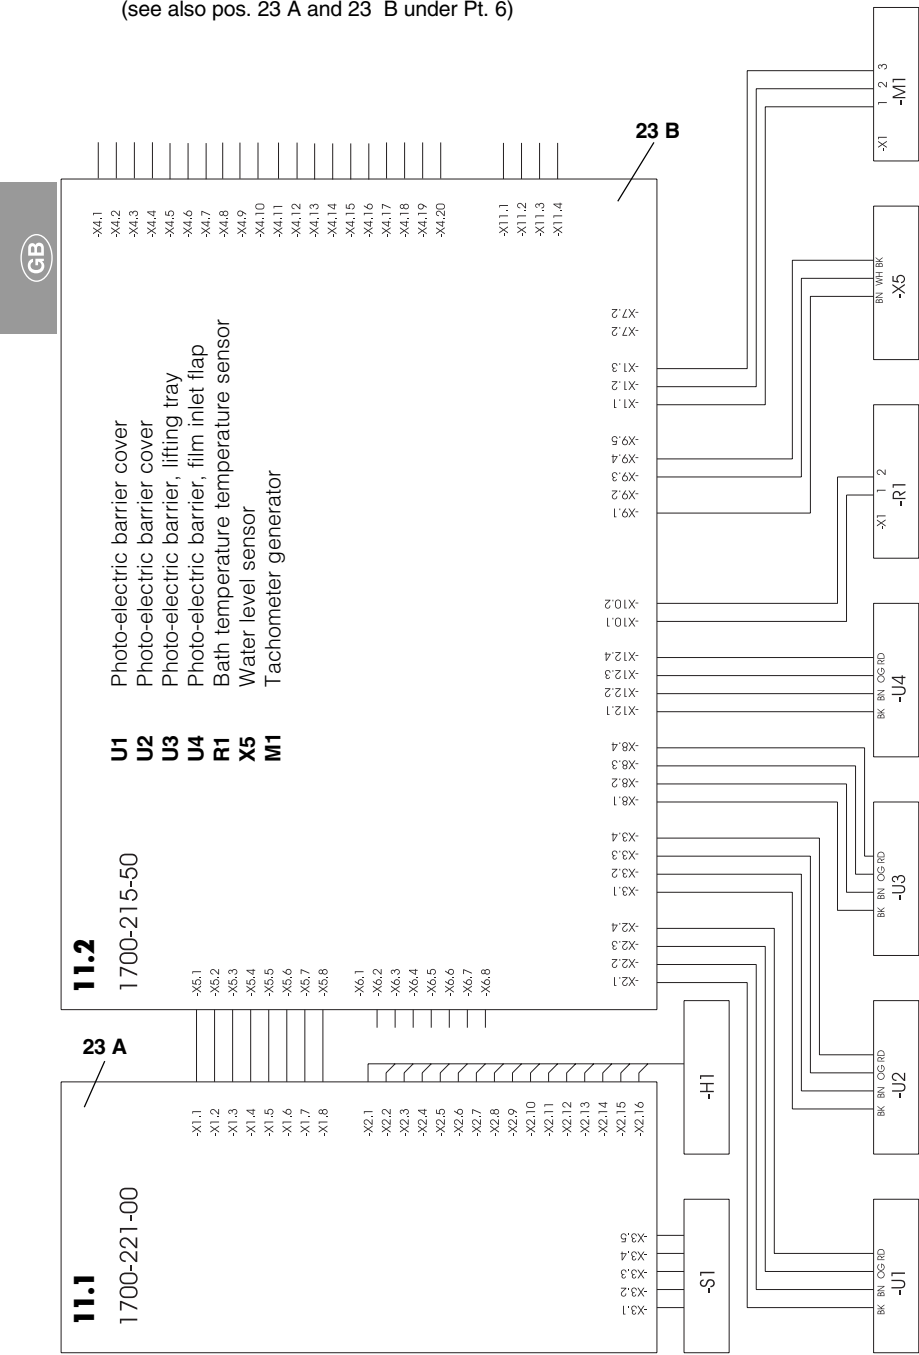 (see also pos. 23 A and 23 B under Pt. 6)
GB
23 B
23 A
11.2
1700-215-50
U1 Photo-electric barrier cover
U2 Photo-electric barrier cover
U3 Photo-electric barrier, lifting tray
U4 Photo-electric barrier, film inlet flap
R1 Bath temperature temperature sensor
X5 Water level sensor
M1 Tachometer generator
-X4.1
-X4.2
-X4.3
-X4.4
-X4.5
-X4.6
-X4.7
-X4.8
-X4.9
-X4.10
-X4.11
-X4.12
-X4.13
-X4.14
-X4.15
-X4.16
-X4.17
-X4.18
-X4.19
-X4.20
-X11.1
-X11.2
-X11.3
-X11.4
-X5.1
-X5.2
-X5.3
-X5.4
-X5.5
-X5.6
-X5.7
-X5.8
-X6.1
-X6.2
-X6.3
-X6.4
-X6.5
-X6.6
-X6.7
-X6.8
-X7.2
-X7.2
-X1.3
-X1.2
-X1.1
-X9.5
-X9.4
-X9.3
-X9.2
-X9.1
-X10.2
-X10.1
-X12.4
-X12.3
-X12.2
-X12.1
-X8.4
-X8.3
-X8.2
-X8.1
-X3.4
-X3.3
-X3.2
-X3.1
-X2.4
-X2.3
-X2.2
-X2.1
11.1
1700-221-00
-X1.1
-X1.2
-X1.3
-X1.4
-X1.5
-X1.6
-X1.7
-X1.8
-X2.1
-X2.2
-X2.3
-X2.4
-X2.5
-X2.6
-X2.7
-X2.8
-X2.9
-X2.10
-X2.11
-X2.12
-X2.13
-X2.14
-X2.15
-X2.16
-X3.5
-X3.4
-X3.3
-X3.2
-X3.1
-S1
-H1
BK BN OG RD
-U1
BK BN OG RD
-U2
BK BN OG RD
-U3
BK BN OG RD
-U4
-X1 1 2
-R1
BN WH BK
-X5
-X1 1 2 3
-M1